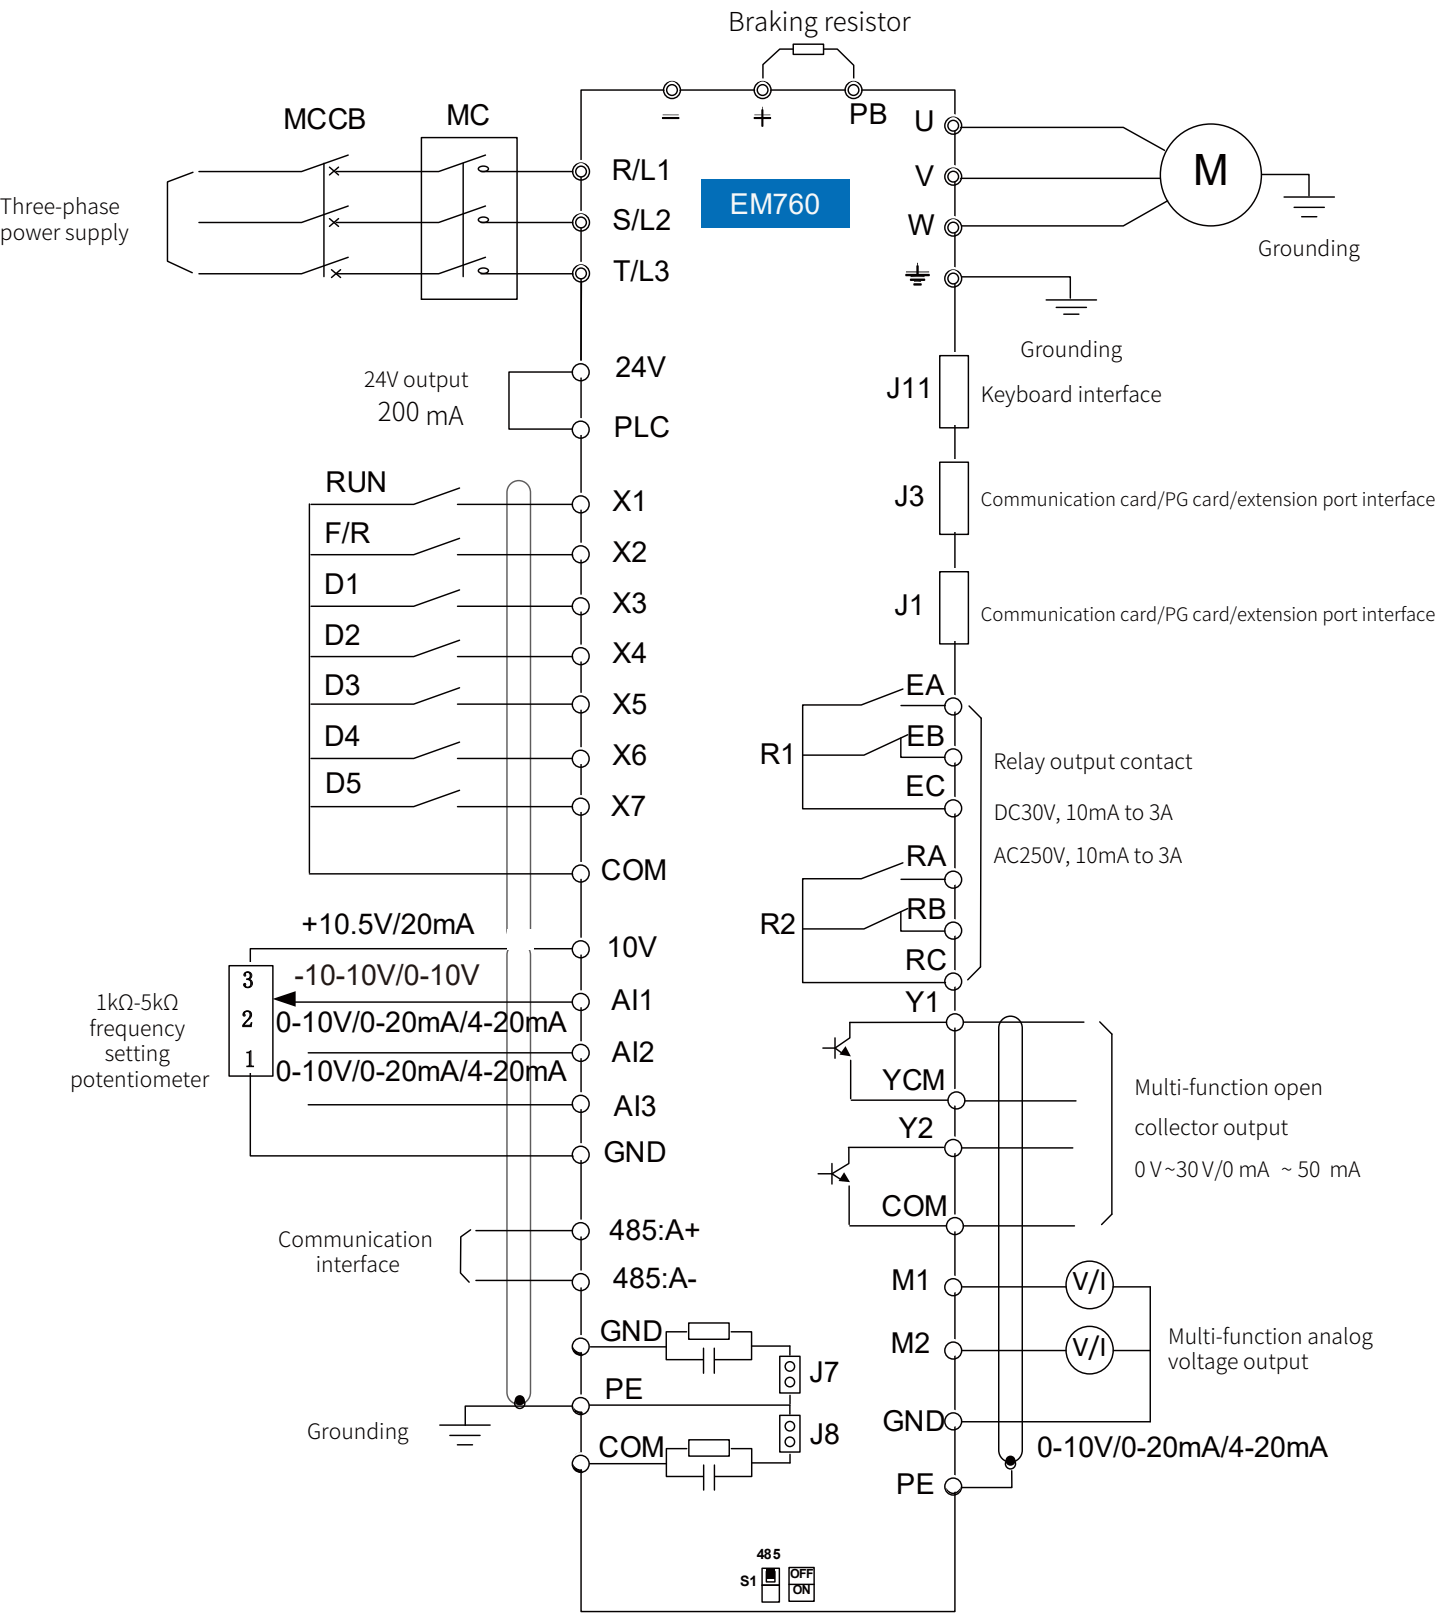 Braking resistor
MCCB
MC
−
+
PB
U
V
W
M
Three-phase
power supply
R/L1
S/L2
T/L3
EM760
Grounding
Grounding
24V output
200 mA
24V
PLC
J11
Keyboard interface
J3
Communication card/PG card/extension port interface
J1
Communication card/PG card/extension port interface
RUN
X1
F/R
X2
D1
X3
D2
X4
D3
X5
D4
X6
D5
X7
COM
R1
EA
EB
EC
R2
RA
RB
RC
Relay output contact
DC30V, 10mA to 3A
AC250V, 10mA to 3A
+10.5V/20mA
10V
-10-10V/0-10V
AI1
0-10V/0-20mA/4-20mA
AI2
0-10V/0-20mA/4-20mA
AI3
GND
3
2
1
1kΩ-5kΩ
frequency
setting
potentiometer
Y1
YCM
Y2
COM
Multi-function open
collector output
0 V~30 V/0 mA ~ 50 mA
Communication
interface
485:A+
485:A-
M1
V/I
M2
V/I
GND
Multi-function analog
voltage output
0-10V/0-20mA/4-20mA
PE
GND
J7
PE
J8
COM
Grounding
485
S1
OFF
ON